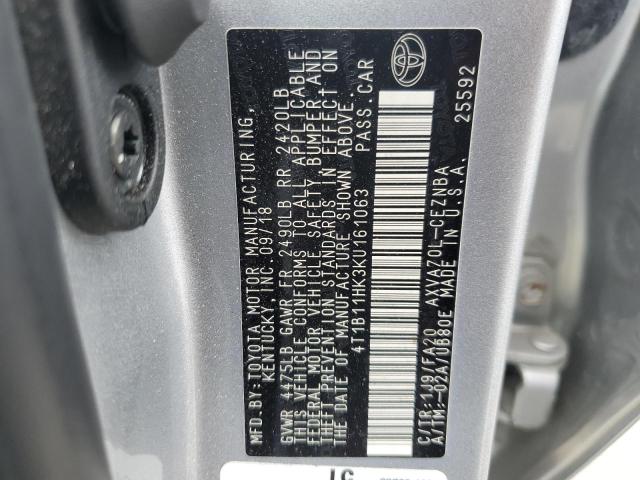 MFD. BY: TOYOTA MOTOR MANUFACTURING,
KENTUCKY, INC. 09/18
GVWR 4475LB GAWR FR 2490LB RR 2420LB
THIS VEHICLE CONFORMS TO ALL APPLICABLE
FEDERAL MOTOR VEHICLE SAFETY, BUMPER, AND
THEFT PREVENTION STANDARDS IN EFFECT ON
THE DATE OF MANUFACTURE SHOWN ABOVE.
4T1B11HK3KU161063 PASS.CAR
C/TR:1J9/FA20 AXVA70L-CEZNBA
A/TM:-02A/UB80E MADE IN U.S.A. 25592